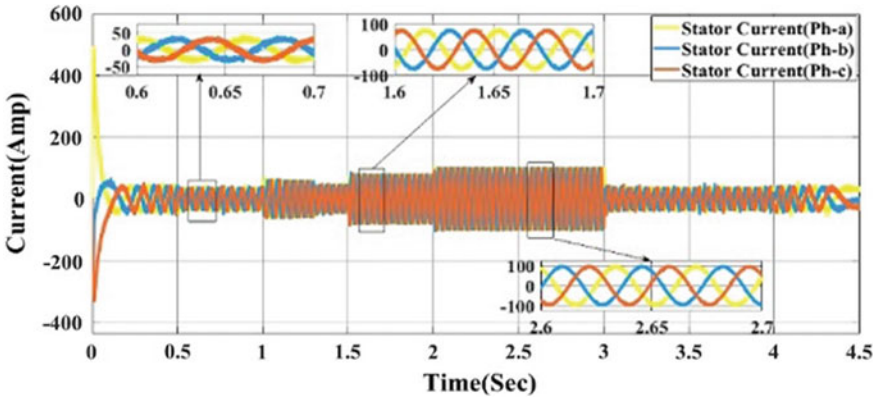 600
400
200
0
-200
-400
Current(Amp)
50
0
-50
0.6 0.65 0.7
100
0
-100
1.6 1.65 1.7
Stator Current(Ph-a)
Stator Current(Ph-b)
Stator Current(Ph-c)
100
0
-100
2.6 2.65 2.7
0 0.5 1 1.5 2 2.5 3 3.5 4 4.5
Time(Sec)